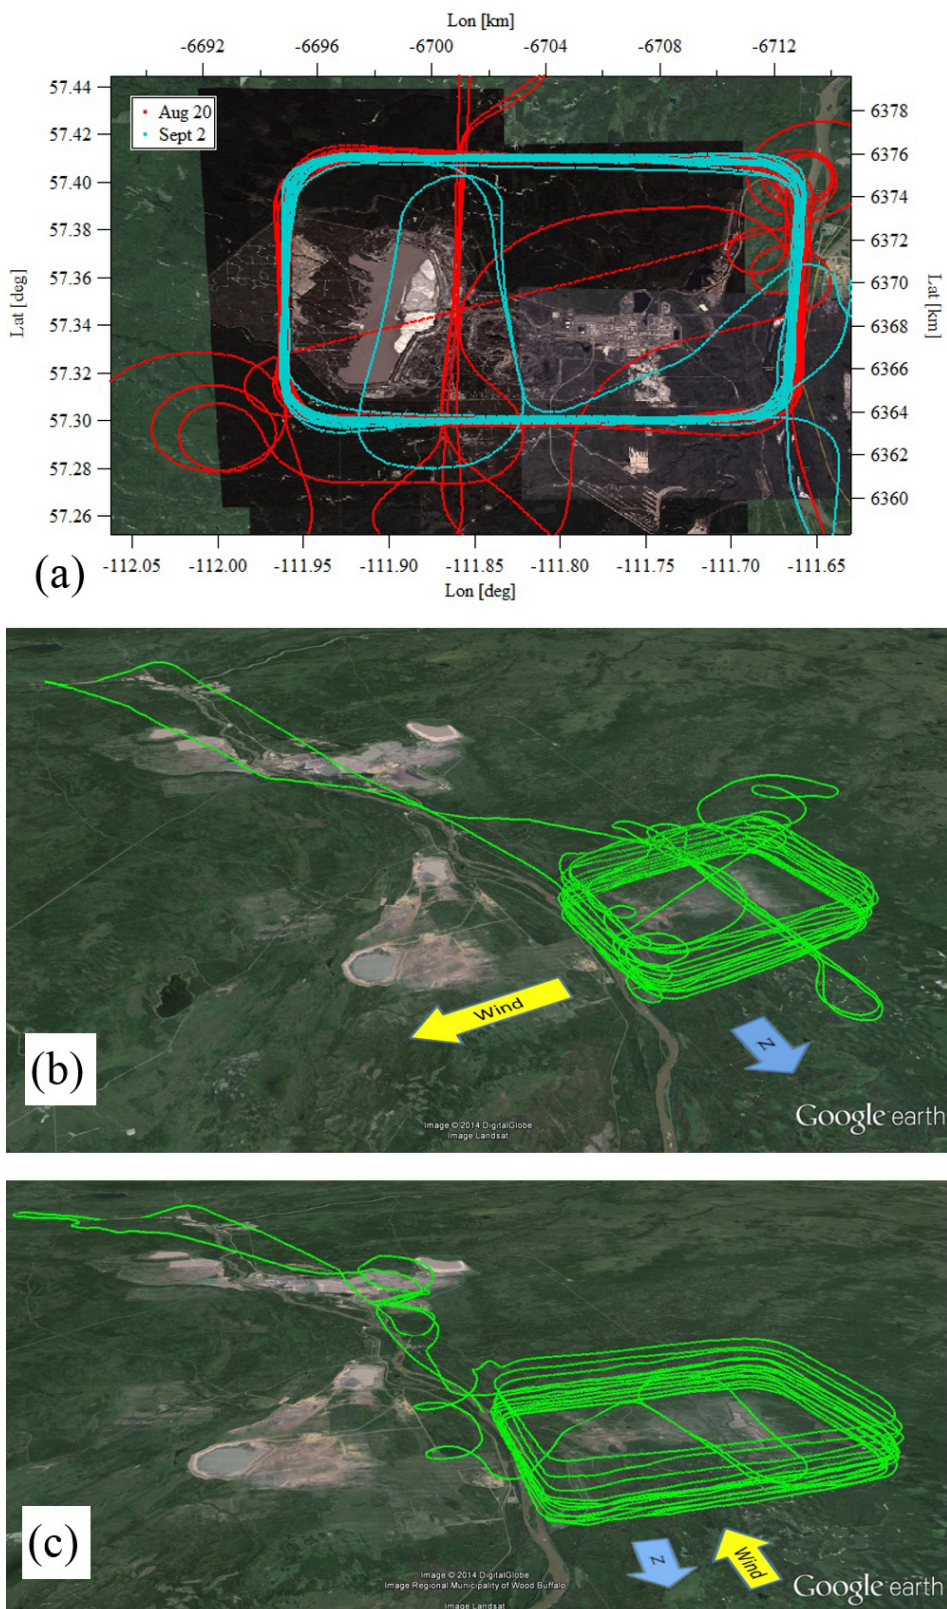 Lon [km]
-6692 -6696 -6700 -6704 -6708 -6712
57.44
57.42
57.40
57.38
57.36
57.34
57.32
57.30
57.28
57.26
Lat [deg]
Aug 20
Sept 2
6378
6376
6374
6372
6370
6368
6366
6364
6362
6360
Lat [km]
(a)
-112.05 -112.00 -111.95 -111.90 -111.85 -111.80 -111.75 -111.70 -111.65
Lon [deg]
Wind
N
(b)
Google earth
Image © 2014 DigitalGlobe
Image Landsat
(c)
N
Wind
Google earth
Image © 2014 DigitalGlobe
Image Regional Municipality of Wood Buffalo
Image Landsat